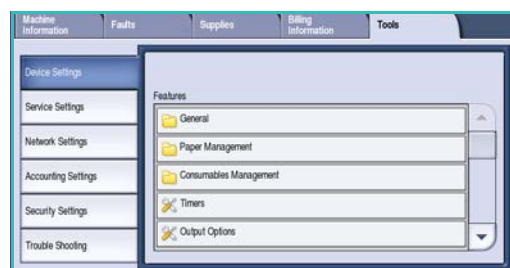 Machine Information
Faults
Supplies
Billing Information
Tools
Device Settings
Service Settings
Network Settings
Accounting Settings
Security Settings
Trouble Shooting
Features
General
Paper Management
Consumables Management
Timers
Output Options